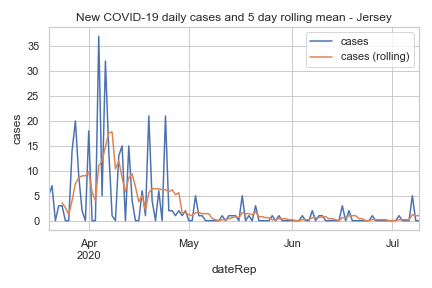 New COVID-19 daily cases and 5 day rolling mean - Jersey
cases
cases (rolling)
35
30
25
20
15
10
5
0
cases
Apr
2020
May
Jun
Jul
dateRep